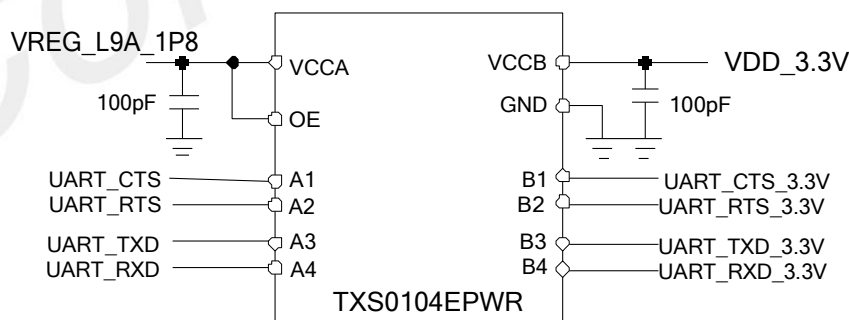 VREG_L9A_1P8
VCCA
VCCB
VDD_3.3V
100pF
OE
GND
100pF
UART_CTS
A1
B1
UART_CTS_3.3V
UART_RTS
A2
B2
UART_RTS_3.3V
UART_TXD
A3
B3
UART_TXD_3.3V
UART_RXD
A4
B4
UART_RXD_3.3V
TXS0104EPWR